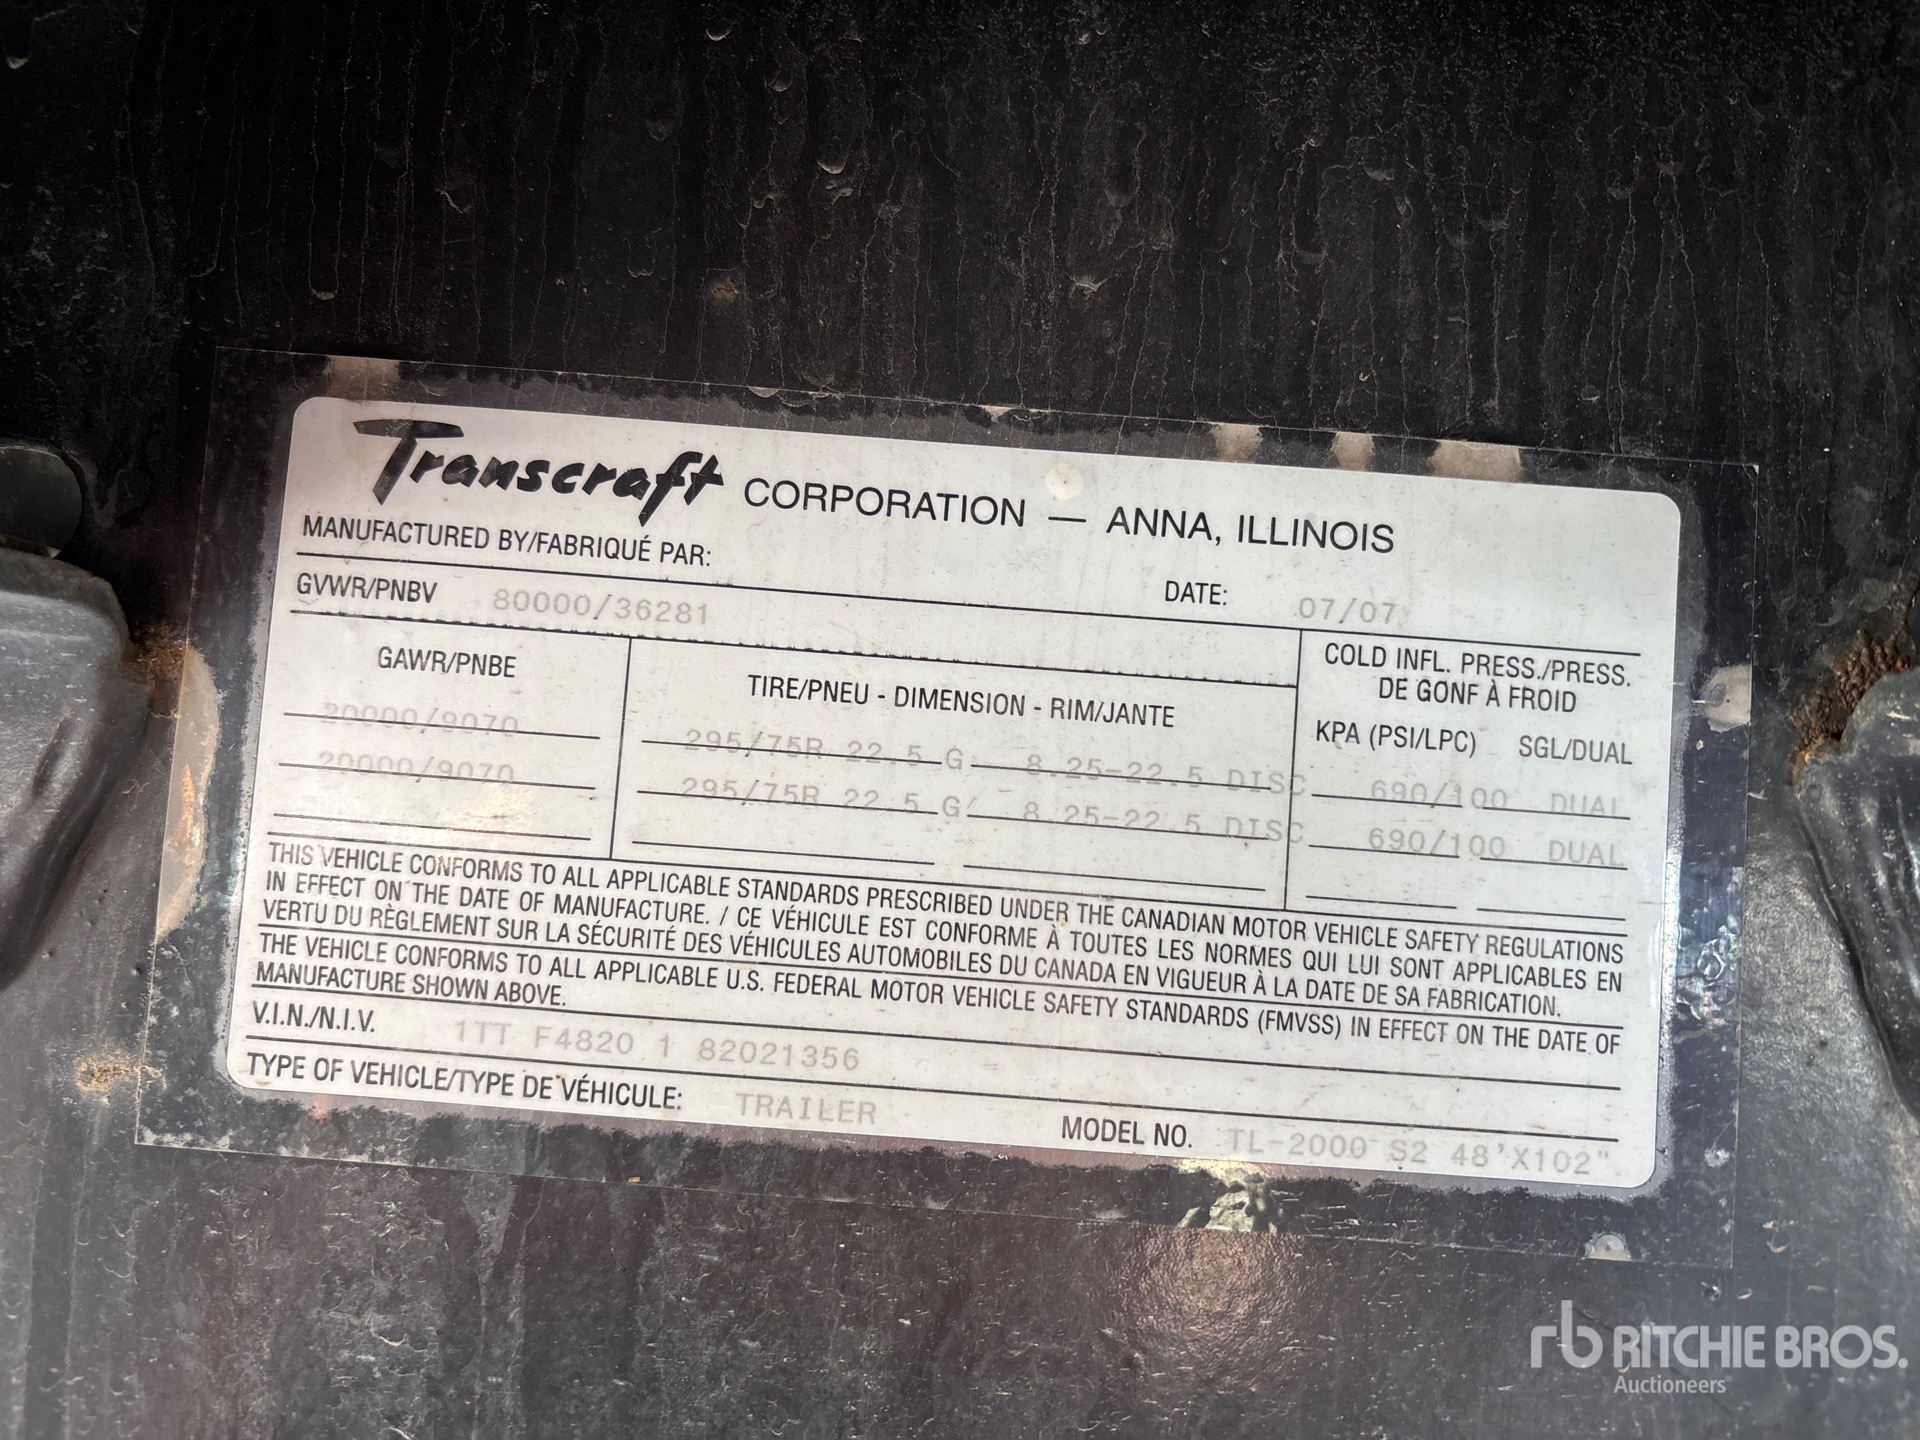 Transcraft CORPORATION — ANNA, ILLINOIS
MANUFACTURED BY/FABRIQUÉ PAR:
DATE: 07/07
GVWR/PNBV 80000/36281
GAWR/PNBE
TIRE/PNEU - DIMENSION - RIM/JANTE
COLD INFL. PRESS./PRESS.
DE GONF À FROID
KPA (PSI/LPC) SGL/DUAL
20000/9070 295/75R 22.5 G 8.25-22.5 DISC 690/100 DUAL
20000/9070 295/75R 22.5 G 8.25-22.5 DISC 690/100 DUAL
THIS VEHICLE CONFORMS TO ALL APPLICABLE STANDARDS PRESCRIBED UNDER THE CANADIAN MOTOR VEHICLE SAFETY REGULATIONS
IN EFFECT ON THE DATE OF MANUFACTURE. / CE VÉHICULE EST CONFORME À TOUTES LES NORMES QUI LUI SONT APPLICABLES EN
VERTU DU RÈGLEMENT SUR LA SÉCURITÉ DES VÉHICULES AUTOMOBILES DU CANADA EN VIGUEUR À LA DATE DE SA FABRICATION.
THE VEHICLE CONFORMS TO ALL APPLICABLE U.S. FEDERAL MOTOR VEHICLE SAFETY STANDARDS (FMVSS) IN EFFECT ON THE DATE OF
MANUFACTURE SHOWN ABOVE.
V.I.N./N.I.V. 1TT F4820 1 82021356
TYPE OF VEHICLE/TYPE DE VÉHICULE: TRAILER
MODEL NO. TL-2000 S2 48'X102"
rb RITCHIE BROS.
Auctioneers